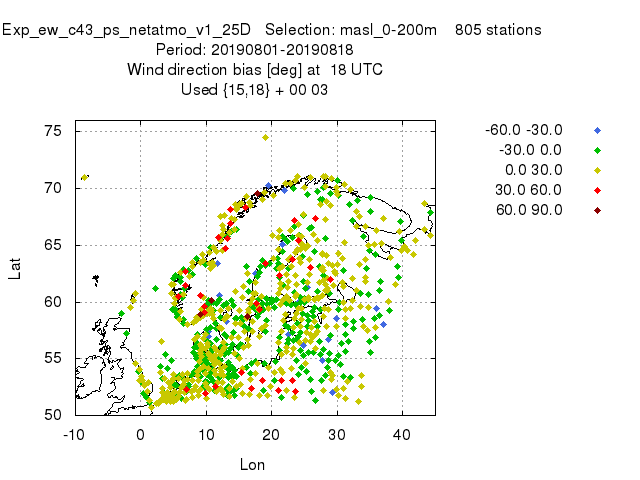 Exp_ew_c43_ps_netatmo_v1_25D   Selection: masl_0-200m    805 stations
Period: 20190801-20190818
Wind direction bias [deg] at  18 UTC
Used {15,18} + 00 03
-60.0 -30.0
-30.0 0.0
0.0 30.0
30.0 60.0
60.0 90.0
75
70
65
60
55
50
Lat
-10 0 10 20 30 40
Lon